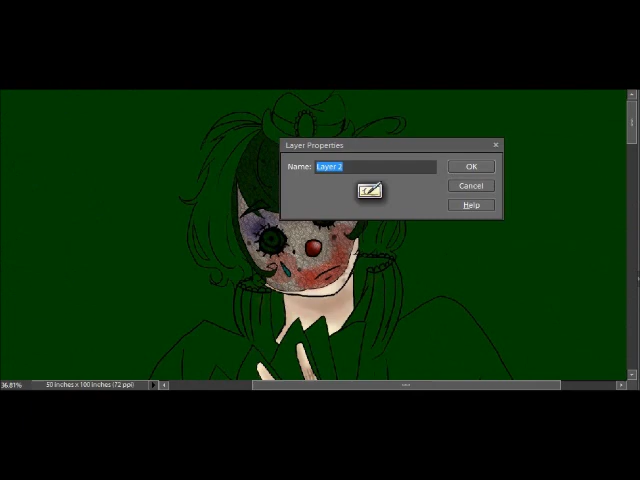 Layer Properties
Name: Layer 2
OK
Cancel
Help
36.81% 50 inches x 100 inches (72 ppi)